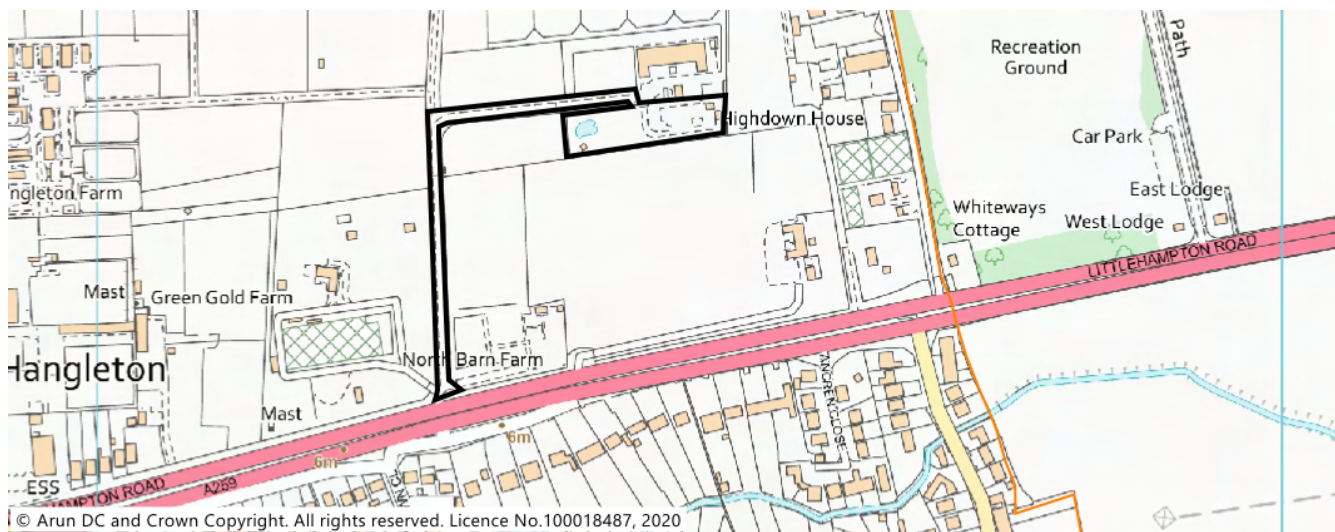 Recreation
Ground
Path
Highdown House
Car Park
ngleton Farm
East Lodge
Whiteways
Cottage
West Lodge
LITTLEHAMPTON ROAD
Mast
Green Gold Farm
North Barn Farm
Hangleton
Mast
6m
6m
ESS
HAMPTON ROAD
A259
© Arun DC and Crown Copyright. All rights reserved. Licence No.100018487, 2020